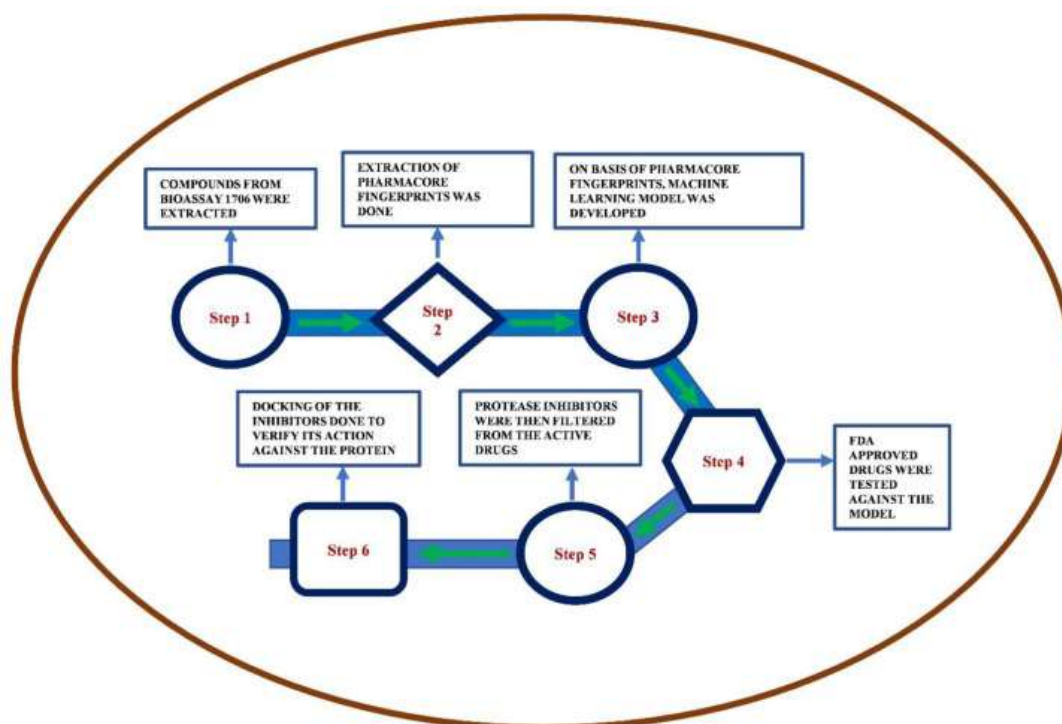 COMPOUNDS FROM
BIOASSAY 1706 WERE
EXTRACTED
EXTRACTION OF
PHARMACORE
FINGERPRINTS WAS
DONE
ON BASIS OF PHARMACORE
FINGERPRINTS, MACHINE
LEARNING MODEL WAS
DEVELOPED
Step 1
Step
2
Step 3
DOCKING OF THE
INHIBITORS DONE TO
VERIFY ITS ACTION
AGAINST THE PROTEIN
PROTEASE INHIBITORS
WERE THEN FILTERED
FROM THE ACTIVE
DRUGS
Step 4
FDA
APPROVED
DRUGS WERE
TESTED
AGAINST THE
MODEL
Step 6
Step 5